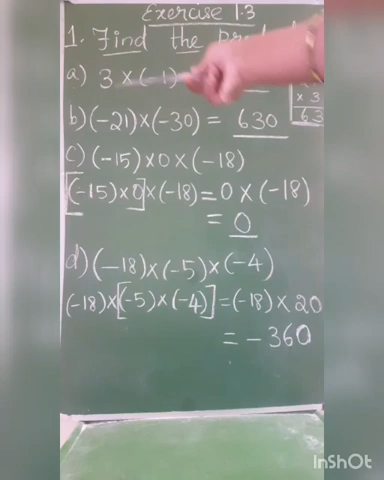 Exercise 1.3
1. Find the
a) 3 × (-1)
× 3
b) (-21)×(-30) = 630
63
c) (-15)×0×(-18)
[(-15)×0]×(-18)=0×(-18)
= 0
d) (-18)×(-5)×(-4)
(-18)×[(-5)×(-4)]=(-18)×20
= -360
InShOt